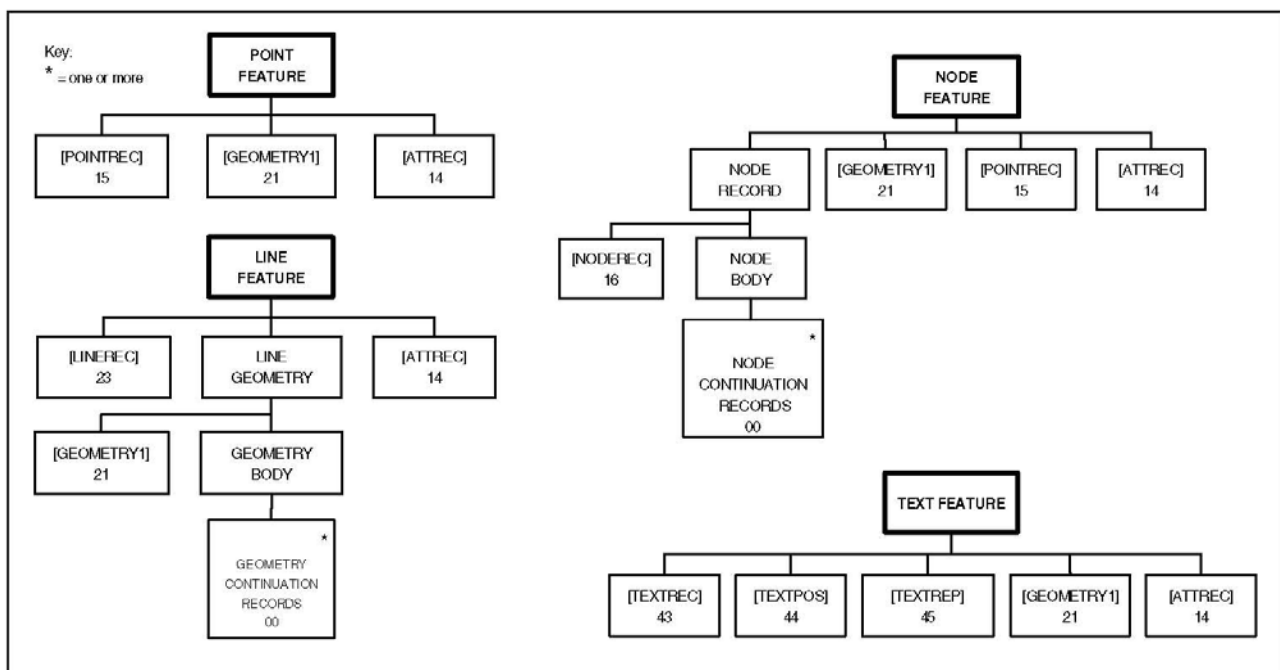 Key:
* = one or more
POINT
FEATURE
[POINTREC]
15
[GEOMETRY1]
21
[ATTREC]
14
LINE
FEATURE
[LINEREC]
23
LINE
GEOMETRY
[ATTREC]
14
[GEOMETRY1]
21
GEOMETRY
BODY
*
GEOMETRY
CONTINUATION
RECORDS
00
NODE
FEATURE
NODE
RECORD
[GEOMETRY1]
21
[POINTREC]
15
[ATTREC]
14
[NODEREC]
16
NODE
BODY
*
NODE
CONTINUATION
RECORDS
00
TEXT FEATURE
[TEXTREC]
43
[TEXTPOS]
44
[TEXTREP]
45
[GEOMETRY1]
21
[ATTREC]
14